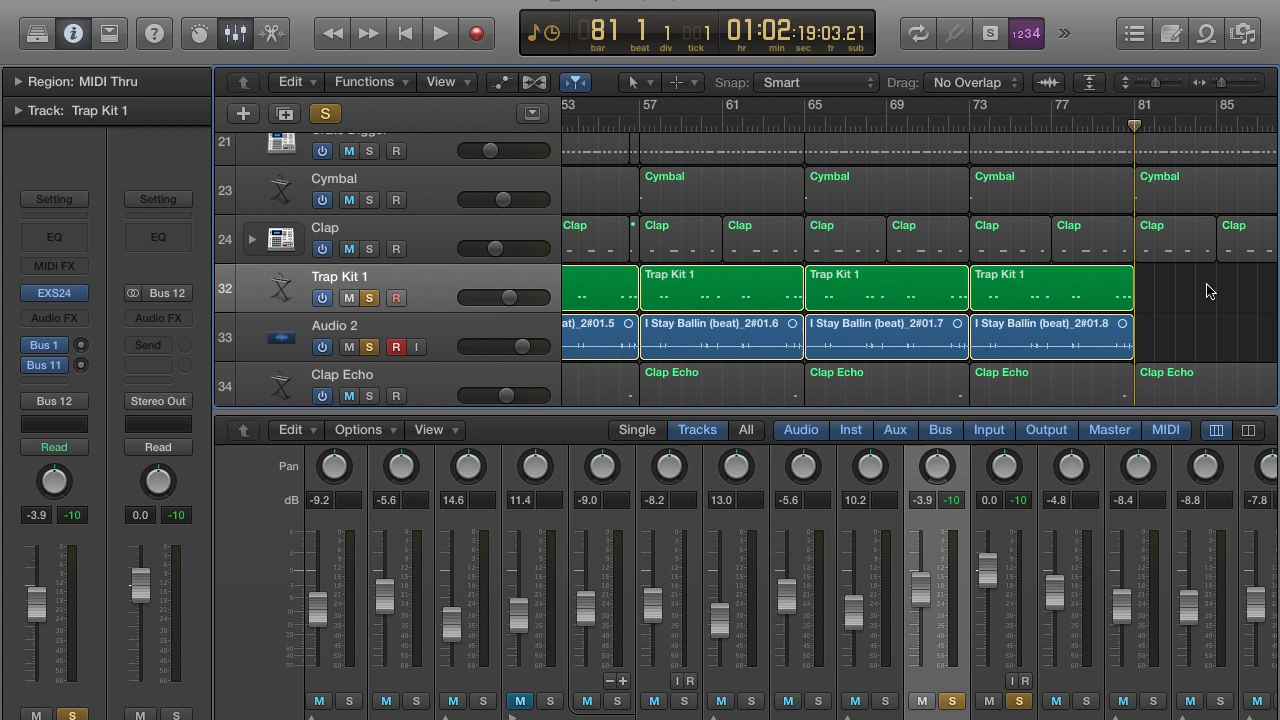 81 1 1 001 01:02:19:03.21
bar beat div tick hr min sec fr sub
1234
Region: MIDI Thru
Track: Trap Kit 1
Edit Functions View Snap: Smart Drag: No Overlap
S
53 57 61 65 69 73 77 81 85
21 M S R
23 Cymbal M S R
Cymbal Cymbal Cymbal Cymbal
24 Clap M S R
Clap Clap Clap Clap Clap Clap Clap Clap Clap
32 Trap Kit 1 M S R
Trap Kit 1 Trap Kit 1 Trap Kit 1
33 Audio 2 M S R I
at)_2#01.5 I Stay Ballin (beat)_2#01.6 I Stay Ballin (beat)_2#01.7 I Stay Ballin (beat)_2#01.8
34 Clap Echo M S R
Clap Echo Clap Echo Clap Echo Clap Echo
Setting Setting
EQ EQ
MIDI FX
EXS24 Bus 12
Audio FX Audio FX
Bus 1 Send
Bus 11
Bus 12 Stereo Out
Read Read
-3.9 -10 0.0 -10
M S M S
Edit Options View Single Tracks All Audio Inst Aux Bus Input Output Master MIDI
Pan
dB -9.2 -5.6 14.6 11.4 -9.0 -8.2 13.0 -5.6 10.2 -3.9 -10 0.0 -10 -4.8 -8.4 -8.8 -7.8
I R I R
M S M S M S M S M S M S M S M S M S M S M S M S M S M S M